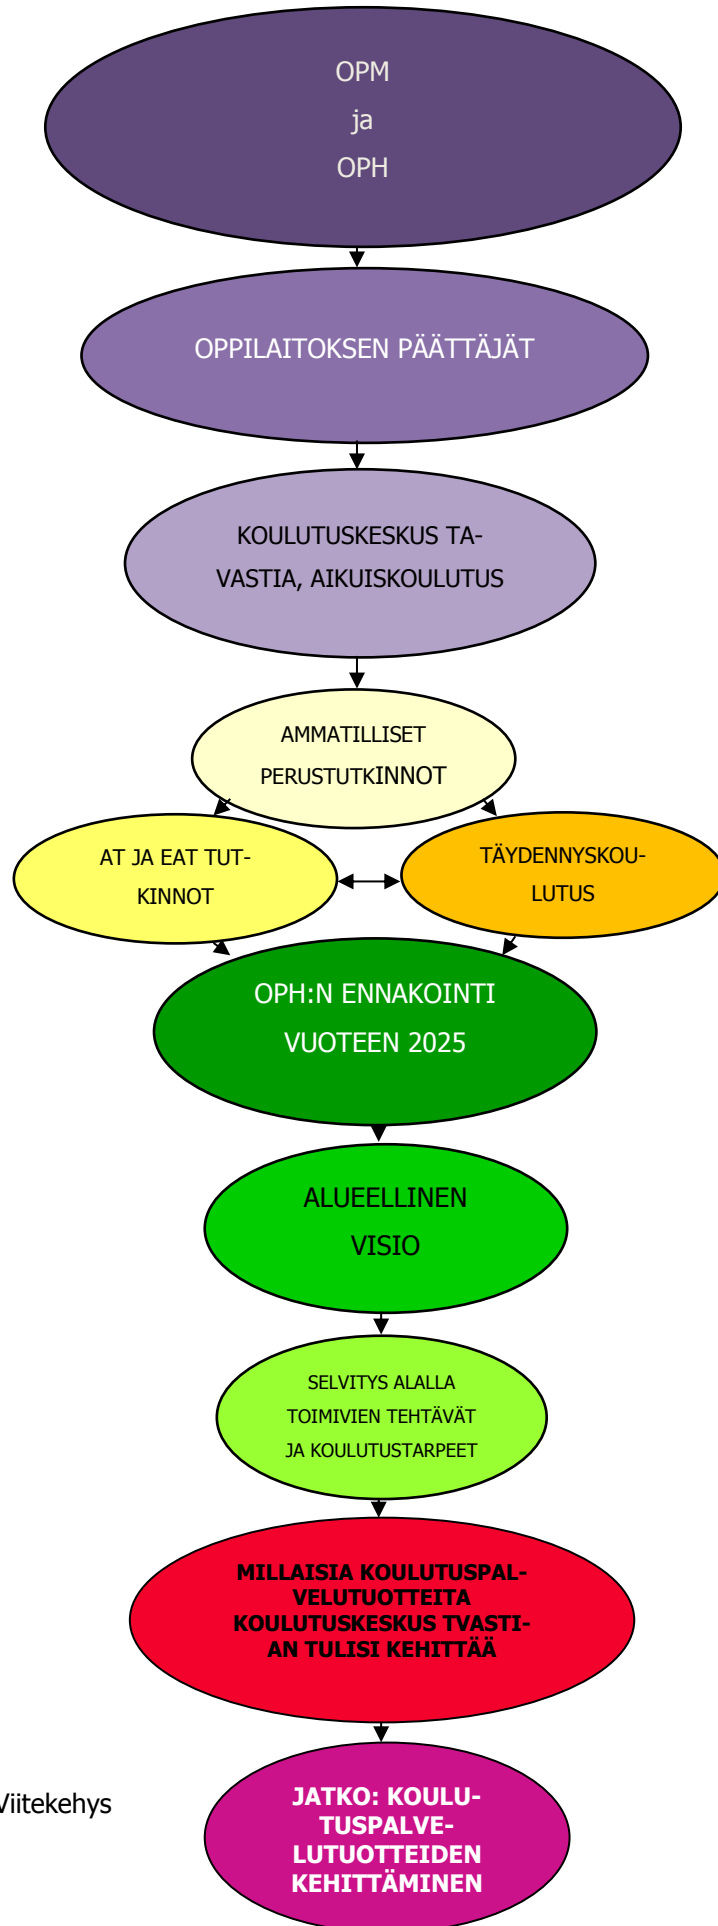 OPM
ja
OPH
OPPILAITOKSEN PÄÄTTÄJÄT
KOULUTUSKESKUS TA-
VASTIA, AIKUISKOULUTUS
AMMATILLISET
PERUSTUTKINNOT
AT JA EAT TUT-
KINNOT
TÄYDENNYSKOU-
LUTUS
OPH:N ENNAKOINTI
VUOTEEN 2025
ALUEELLINEN
VISIO
SELVITYS ALALLA
TOIMIVIEN TEHTÄVÄT
JA KOULUTUSTARPEET
MILLAISIA KOULUTUSPAL-
VELUTUOTTEITA
KOULUTUSKESKUS TVASTI-
AN TULISI KEHITTÄÄ
Viitekehys
JATKO: KOULU-
TUSPALVE-
LUTUOTTEIDEN
KEHITTÄMINEN